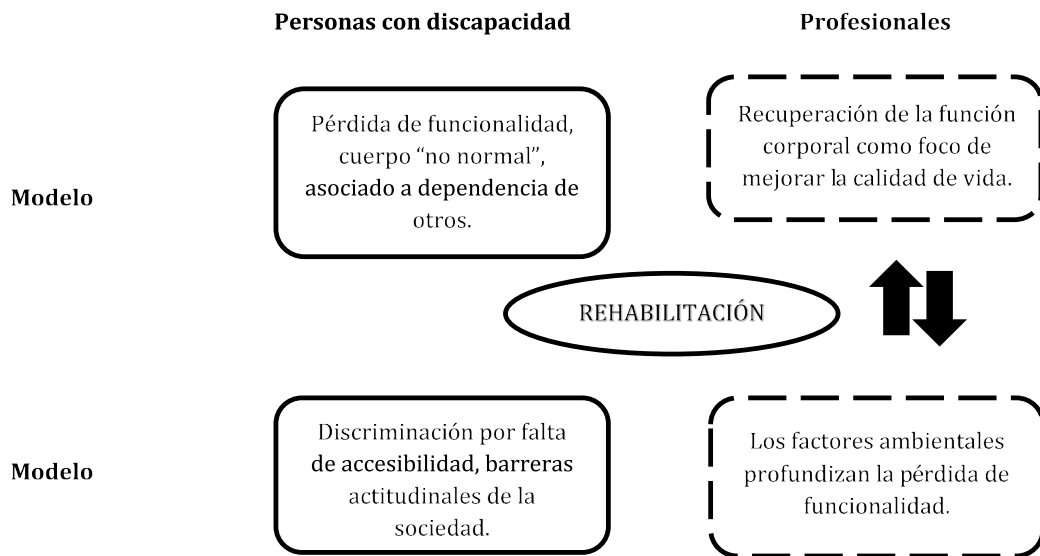 Personas con discapacidad
Profesionales
Modelo
Pérdida de funcionalidad,
cuerpo “no normal”,
asociado a dependencia de
otros.
Recuperación de la función
corporal como foco de
mejorar la calidad de vida.
REHABILITACIÓN
Modelo
Discriminación por falta
de accesibilidad, barreras
actitudinales de la
sociedad.
Los factores ambientales
profundizan la pérdida de
funcionalidad.